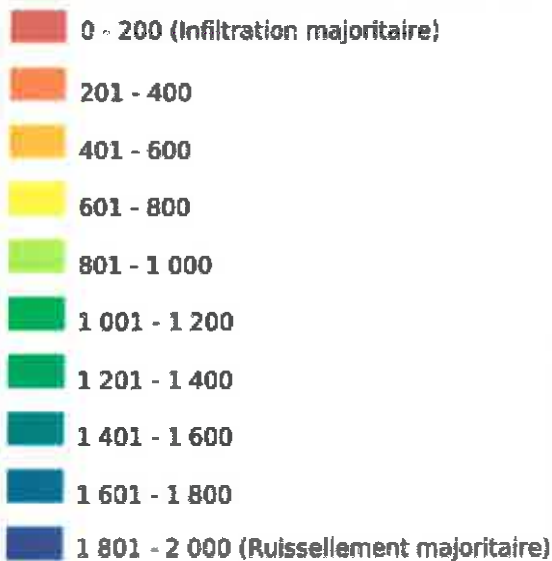 0 - 200 (Infiltration majoritaire)
201 - 400
401 - 600
601 - 800
801 - 1 000
1 001 - 1 200
1 201 - 1 400
1 401 - 1 600
1 601 - 1 800
1 801 - 2 000 (Ruissellement majoritaire)